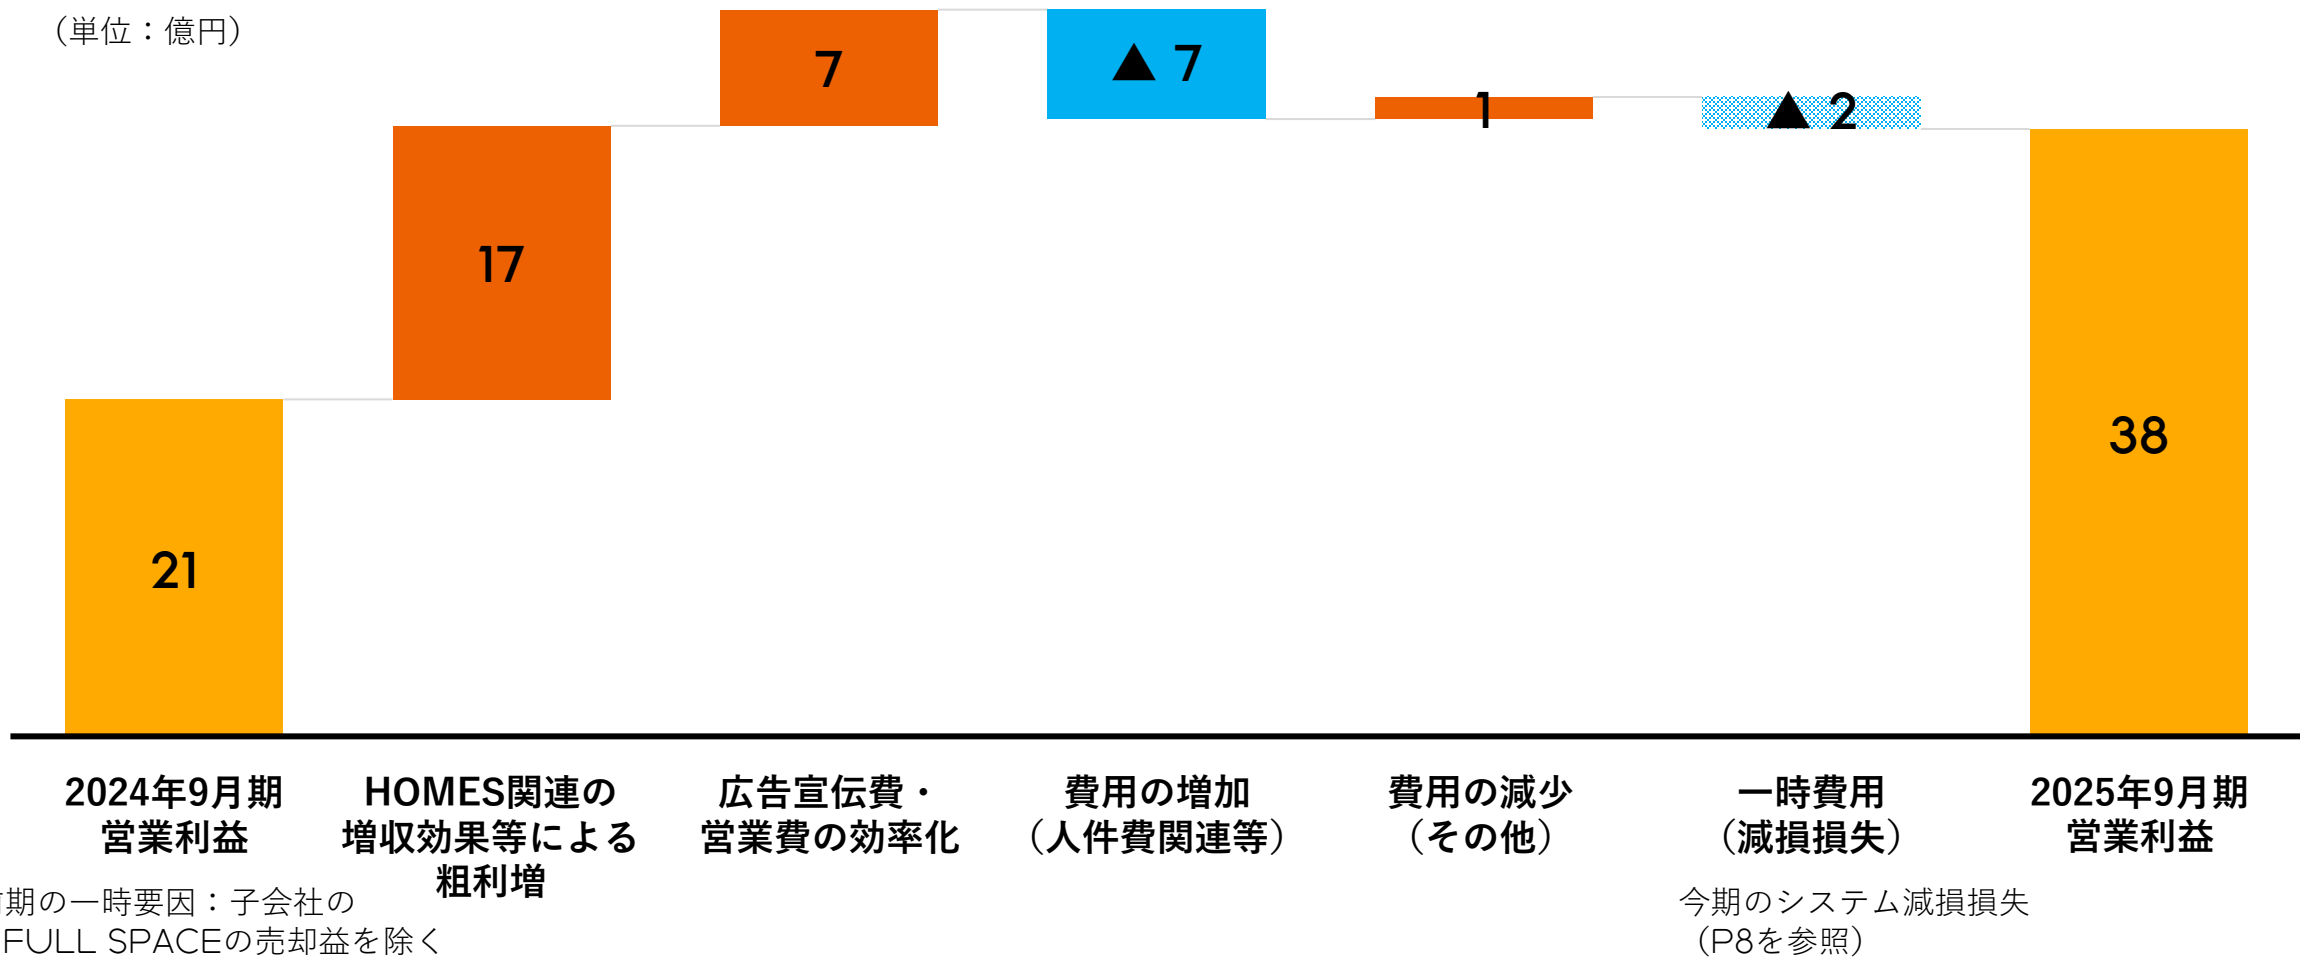 （単位：億円）
7
▲ 7
1
▲ 2
17
38
21
2024年9月期
営業利益
HOMES関連の
増収効果等による
粗利増
広告宣伝費・
営業費の効率化
費用の増加
（人件費関連等）
費用の減少
（その他）
一時費用
（減損損失）
2025年9月期
営業利益
期の一時要因：子会社の
FULL SPACEの売却益を除く
今期のシステム減損損失
（P8を参照）